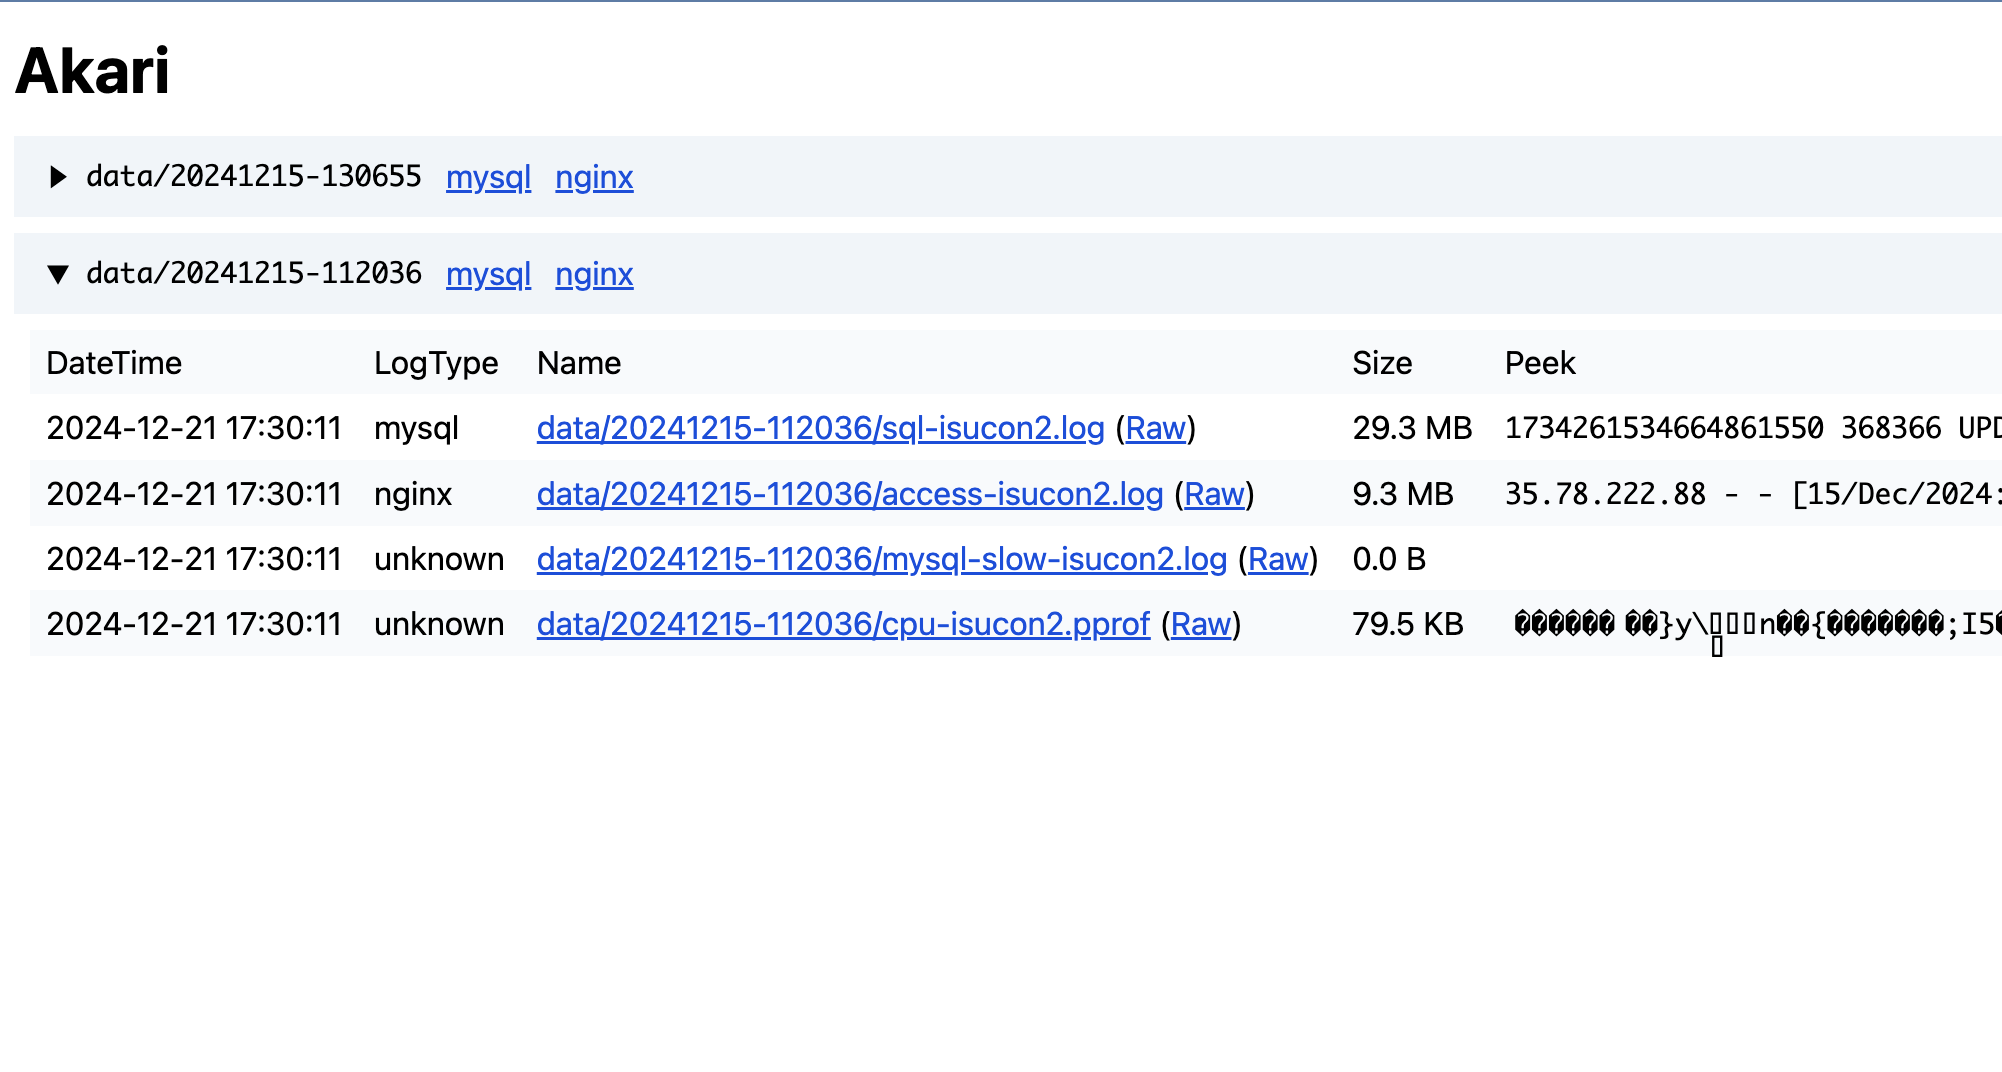 Akari
▶ data/20241215-130655 mysql nginx
▼ data/20241215-112036 mysql nginx
DateTime LogType Name Size Peek
2024-12-21 17:30:11 mysql data/20241215-112036/sql-isucon2.log (Raw) 29.3 MB 1734261534664861550 368366 UPD
2024-12-21 17:30:11 nginx data/20241215-112036/access-isucon2.log (Raw) 9.3 MB 35.78.222.88 - - [15/Dec/2024:
2024-12-21 17:30:11 unknown data/20241215-112036/mysql-slow-isucon2.log (Raw) 0.0 B
2024-12-21 17:30:11 unknown data/20241215-112036/cpu-isucon2.pprof (Raw) 79.5 KB ������ ��}y\▯▯▯n��{�������;I5�